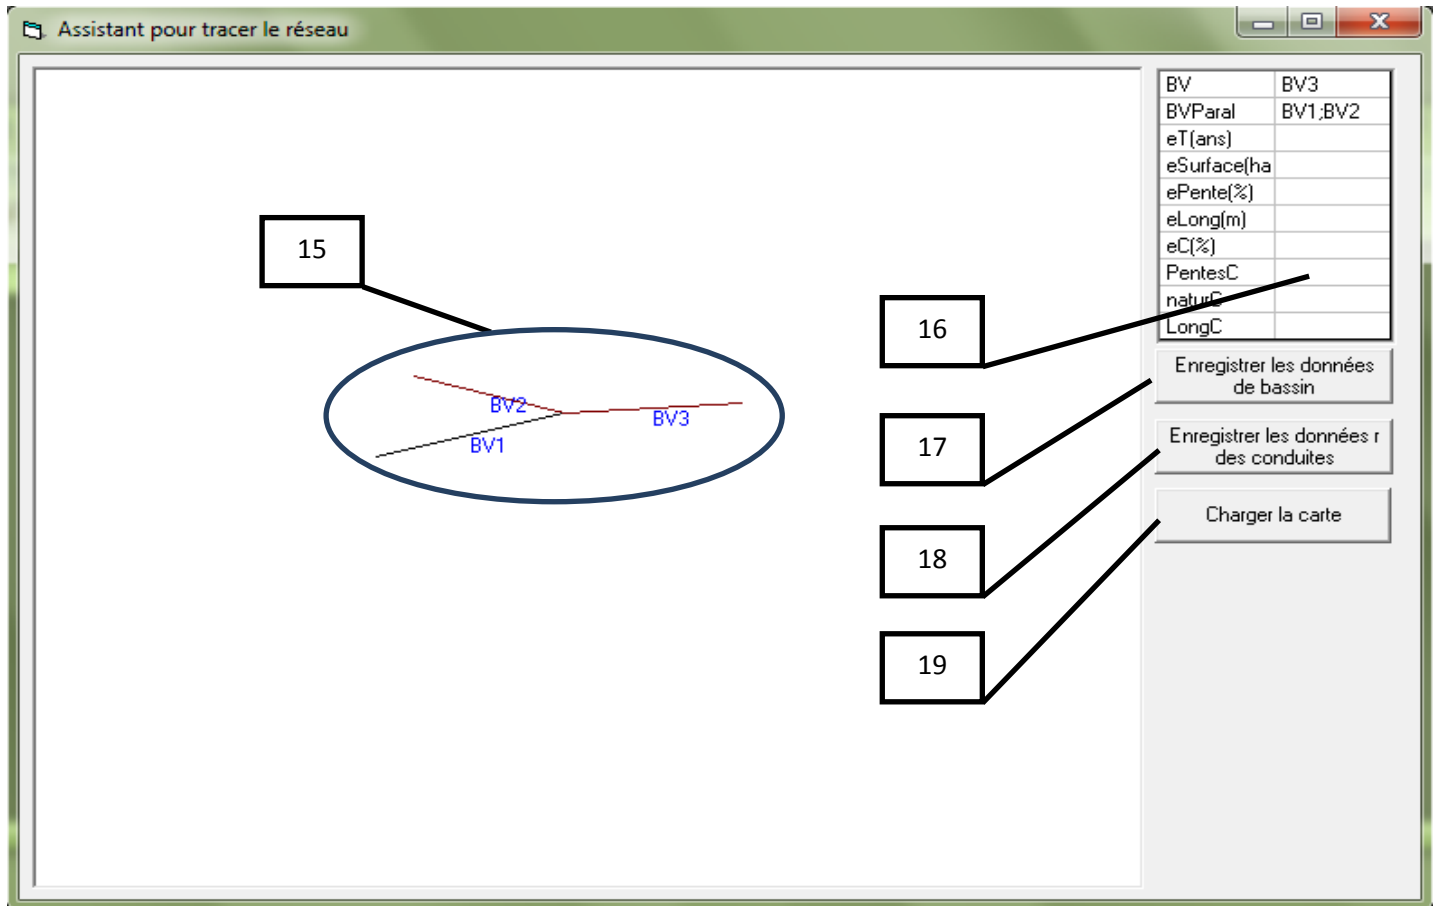 Assistant pour tracer le réseau
BV BV3
BVParal BV1;BV2
eT(ans)
eSurface(ha
ePente(%)
eLong(m)
eC(%)
PentesC
naturC
LongC
15
16
BV2
BV3
BV1
Enregistrer les données
de bassin
17
Enregistrer les données r
des conduites
18
Charger la carte
19